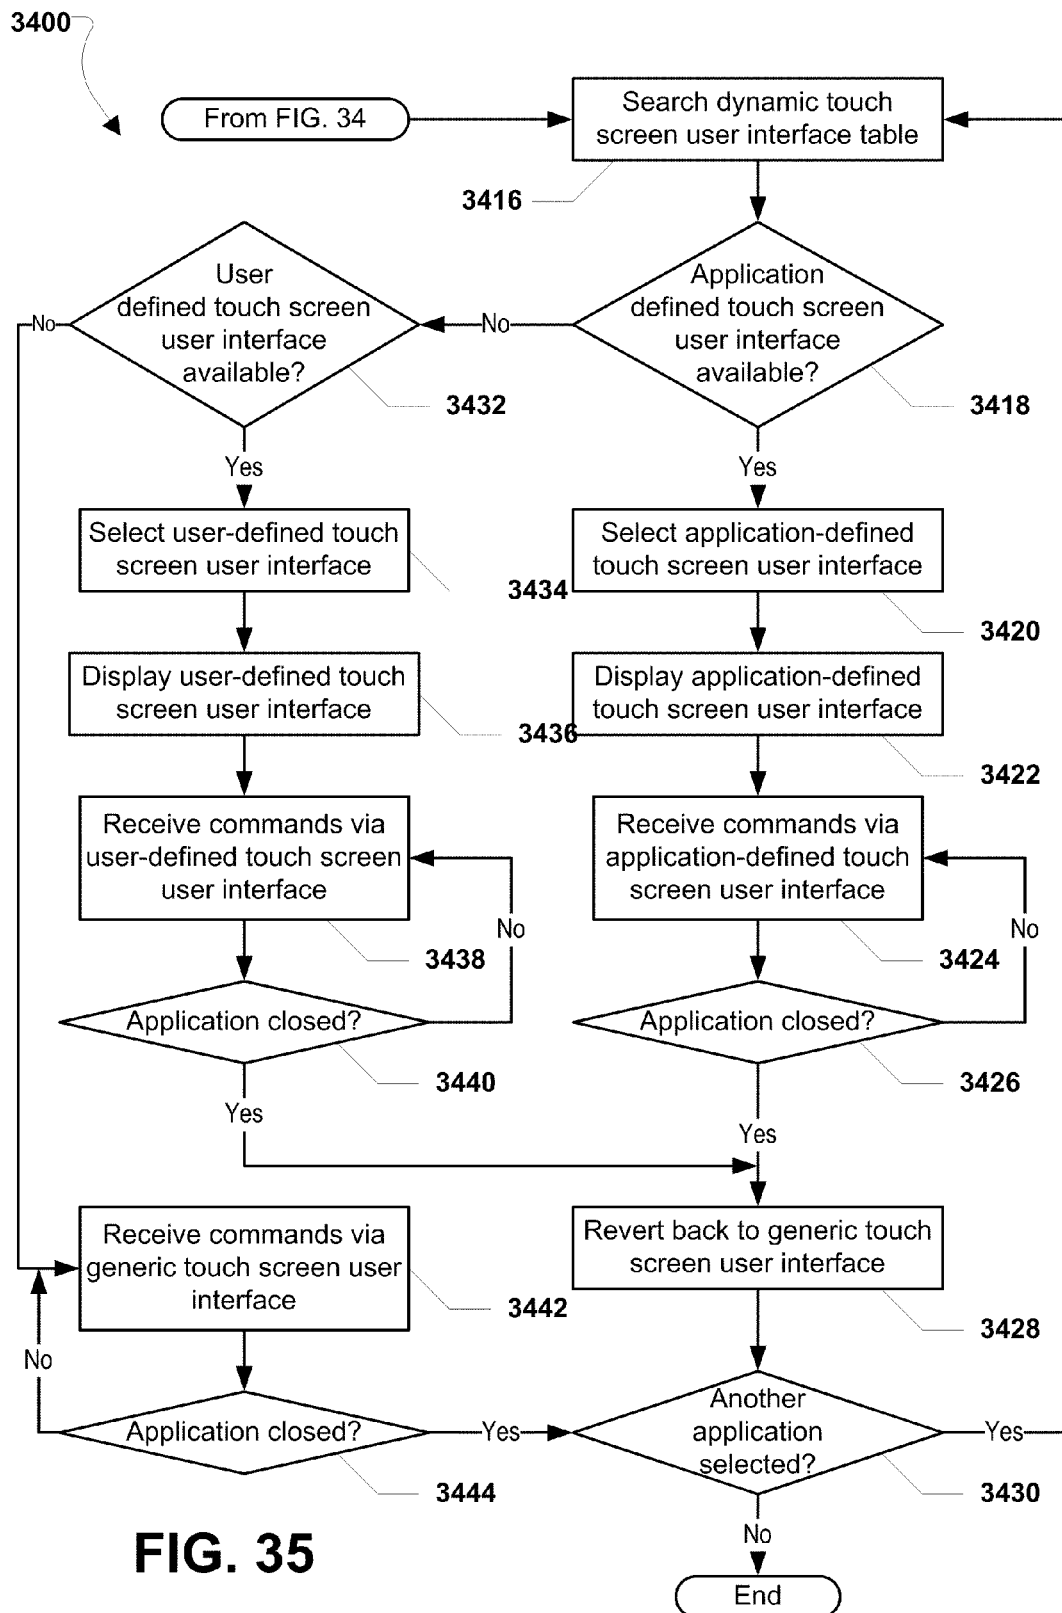 3400
From FIG. 34
Search dynamic touch
screen user interface table
3416
User
defined touch screen
user interface
available?
3432
Application
defined touch screen
user interface
available?
3418
No
No
Yes
Yes
Select user-defined touch
screen user interface
3434
Select application-defined
touch screen user interface
3420
Display user-defined touch
screen user interface
3436
Display application-defined
touch screen user interface
3422
Receive commands via
user-defined touch screen
user interface
3438
No
Receive commands via
application-defined touch
screen user interface
3424
No
Application closed?
3440
Application closed?
3426
Yes
Yes
Receive commands via
generic touch screen user
interface
3442
Revert back to generic touch
screen user interface
3428
No
Application closed?
3444
Yes
Another
application
selected?
3430
Yes
No
End
FIG. 35